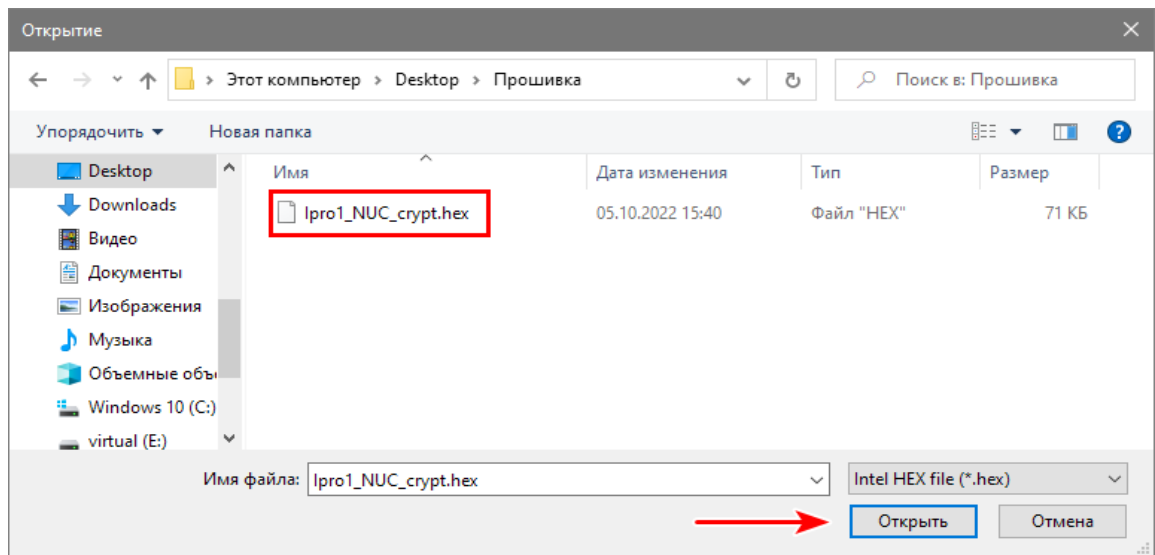 Открытие
Этот компьютер > Desktop > Прошивка
Поиск в: Прошивка
Упорядочить
Новая папка
Имя
Дата изменения
Тип
Размер
Ipro1_NUC_crypt.hex
05.10.2022 15:40
Файл "HEX"
71 КБ
Desktop
Downloads
Видео
Документы
Изображения
Музыка
Объемные объ
Windows 10 (C:)
virtual (E:)
Имя файла:
Ipro1_NUC_crypt.hex
Intel HEX file (*.hex)
Открыть
Отмена